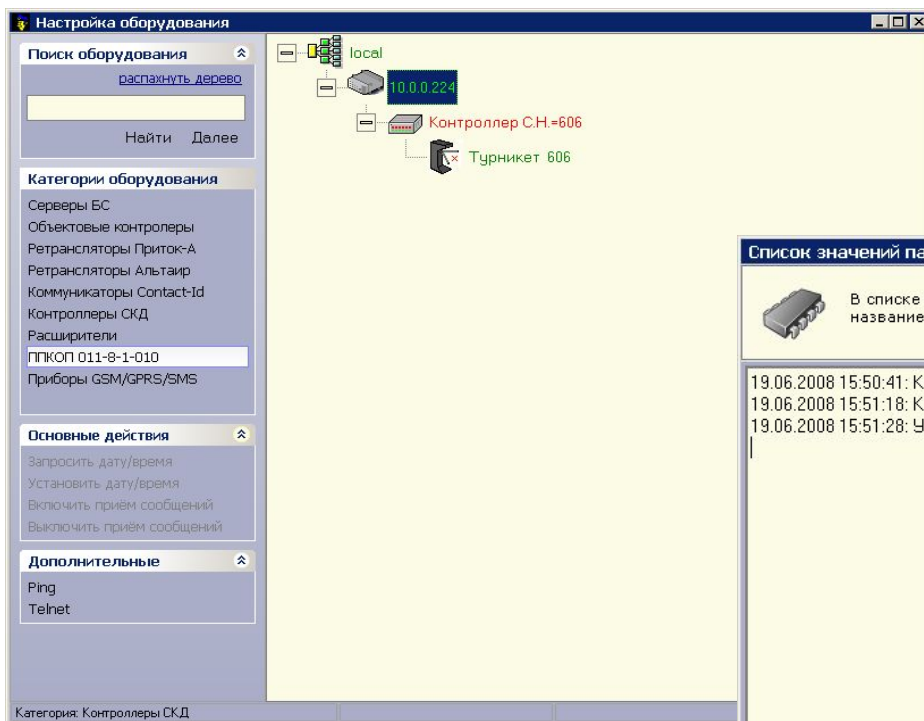 Настройка оборудования
Поиск оборудования
распахнуть дерево
Найти Далее
Категории оборудования
Серверы БС
Объектовые контролеры
Ретрансляторы Приток-А
Ретрансляторы Альтаир
Коммуникаторы Contact-Id
Контроллеры СКД
Расширители
ППКОП 011-8-1-010
Приборы GSM/GPRS/SMS
Основные действия
Запросить дату/время
Установить дату/время
Включить приём сообщений
Выключить приём сообщений
Дополнительные
Ping
Telnet
Категория: Контроллеры СКД
local
10.0.0.224
Контроллер С.Н.=606
Турникет 606
Список значений па
В списке
название
19.06.2008 15:50:41: К
19.06.2008 15:51:18: К
19.06.2008 15:51:28: У